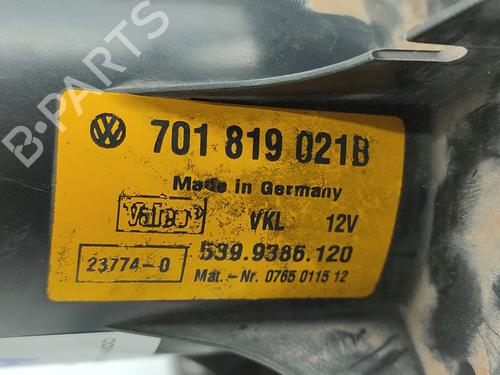 B-PARTS
701 819 021B
Made in Germany
Valeo VKL 12V
539.9386.120
23774-0
Mat.-Nr. 0765 0115 12